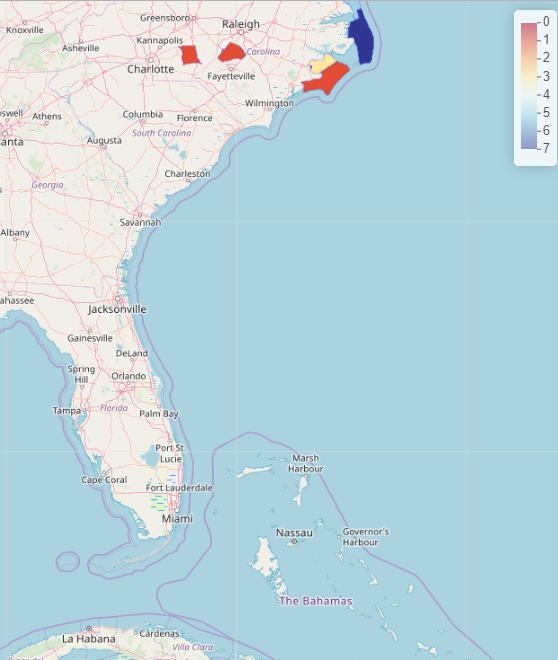 Knoxville
Greensboro
Raleigh
Asheville
Kannapolis
Carolina
Charlotte
Fayetteville
swell
Athens
Columbia
Florence
Wilmington
anta
Augusta
South Carolina
Charleston
Georgia
Savannah
Albany
ahassee
Jacksonville
Gainesville
DeLand
Spring
Hill
Orlando
Tampa
Florida
Palm Bay
Port St.
Lucie
Cape Coral
Fort Lauderdale
Miami
Marsh
Harbour
Nassau
Governor's
Harbour
The Bahamas
La Habana
Cárdenas
Villa Clara
0
1
2
3
4
5
6
7